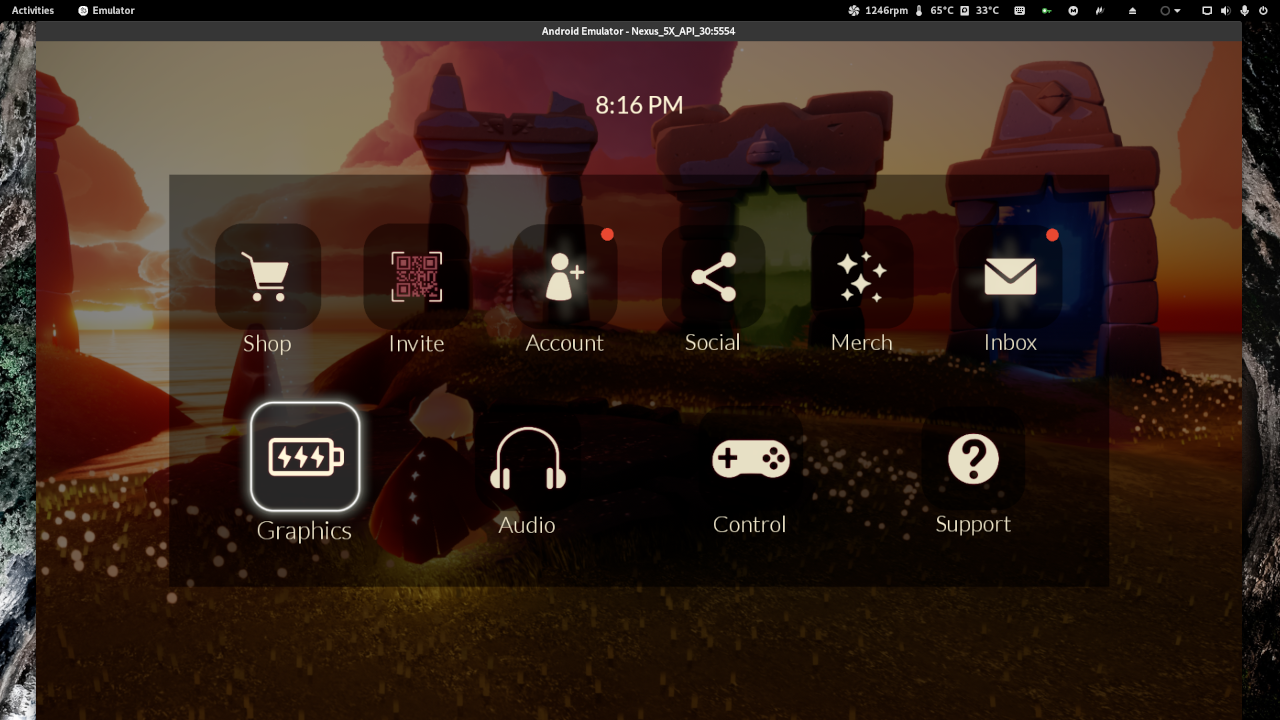 Activities
Emulator
1246rpm
65°C
33°C
Android Emulator - Nexus_5X_API_30:5554
8:16 PM
SCAN
Shop
Invite
Account
Social
Merch
Inbox
Graphics
Audio
Control
Support